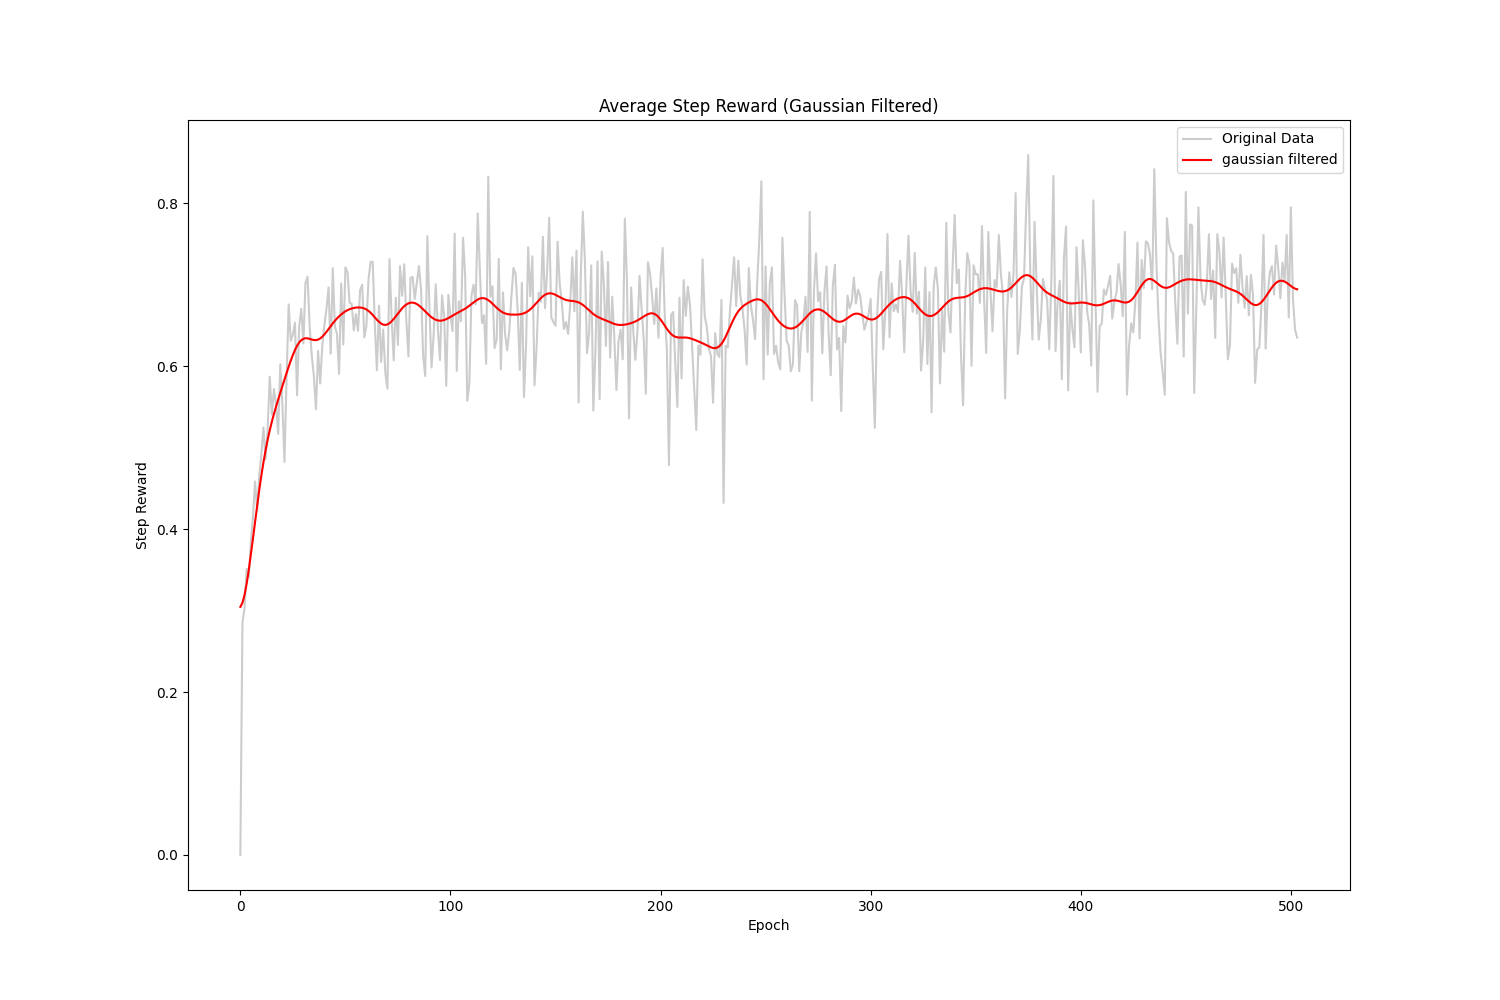 Average Step Reward (Gaussian Filtered)
Original Data
gaussian filtered
Step Reward
0.8
0.6
0.4
0.2
0.0
0 100 200 300 400 500
Epoch